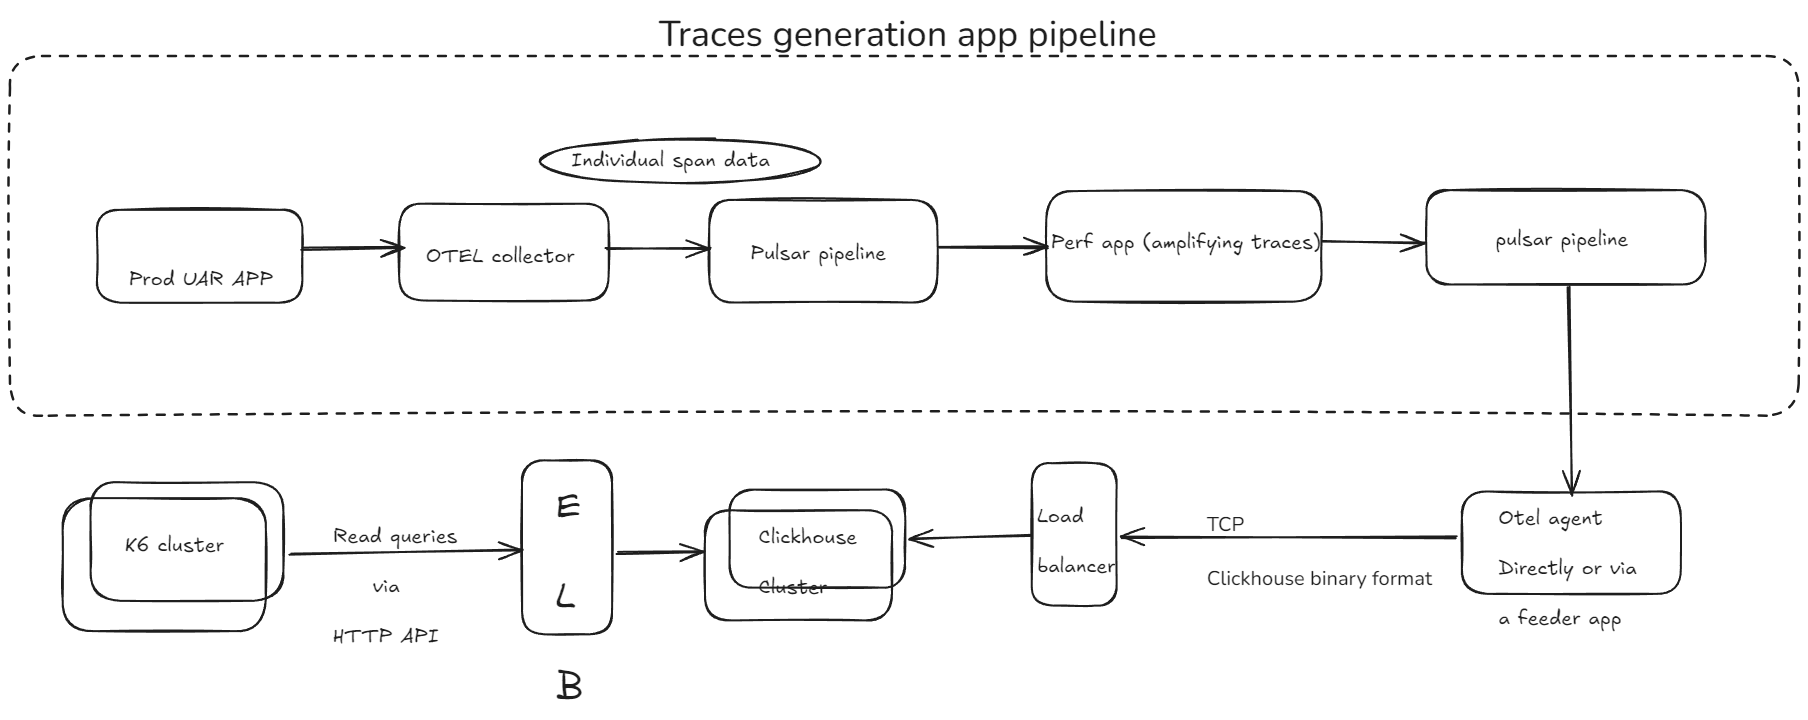 Traces generation app pipeline
Individual span data
Prod UAR APP
OTEL collector
Pulsar pipeline
Perf app (amplifying traces)
pulsar pipeline
K6 cluster
Read queries
via
HTTP API
E
L
B
Clickhouse
Cluster
Load
balancer
TCP
Clickhouse binary format
Otel agent
Directly or via
a feeder app